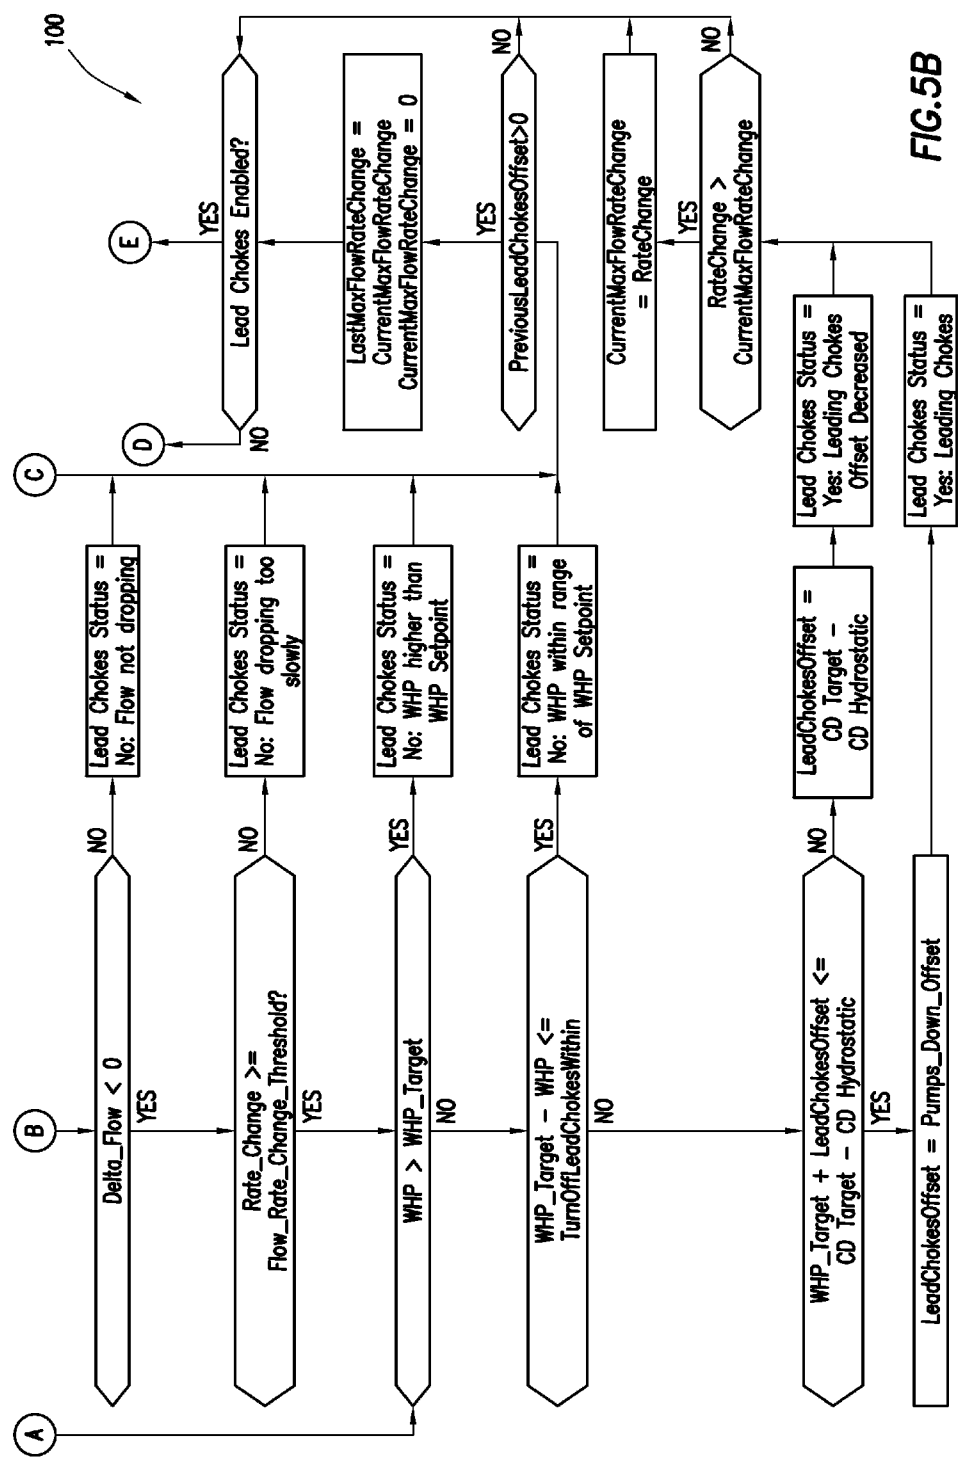 100
A
B
C
D
E
Delta_Flow < 0
YES
NO
Lead Chokes Status =
No: Flow not dropping
Rate_Change >=
Flow_Rate_Change_Threshold?
YES
NO
Lead Chokes Status =
No: Flow dropping too
slowly
WHP > WHP_Target
NO
YES
Lead Chokes Status =
No: WHP higher than
WHP Setpoint
WHP_Target - WHP <=
TurnOffLeadChokesWithin
NO
YES
Lead Chokes Status =
No: WHP within range
of WHP Setpoint
WHP_Target + LeadChokesOffset <=
CD Target - CD Hydrostatic
YES
NO
LeadChokesOffset =
CD Target -
CD Hydrostatic
Lead Chokes Status =
Yes: Leading Chokes
Offset Decreased
LeadChokesOffset = Pumps_Down_Offset
Lead Chokes Status =
Yes: Leading Chokes
Lead Chokes Enabled?
YES
NO
LastMaxFlowRateChange =
CurrentMaxFlowRateChange
CurrentMaxFlowRateChange = 0
YES
PreviousLeadChokesOffset>0
NO
CurrentMaxFlowRateChange
= RateChange
YES
RateChange >
CurrentMaxFlowRateChange
NO
FIG.5B